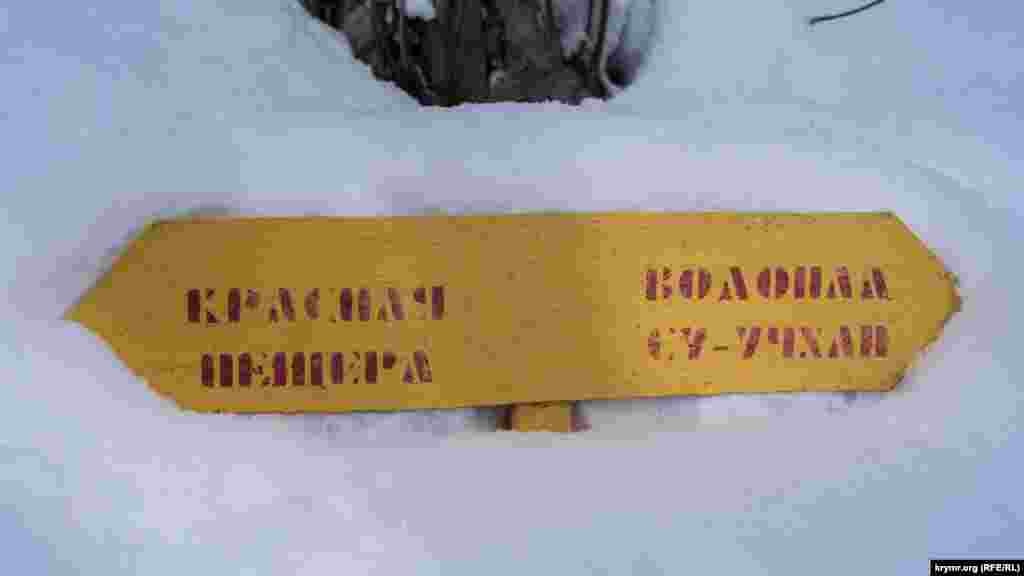 КРАСНАЯ
ПЕЩЕРА
ВОДОПАД
СУ-УЧХАН
krymr.org (RFE/RL)